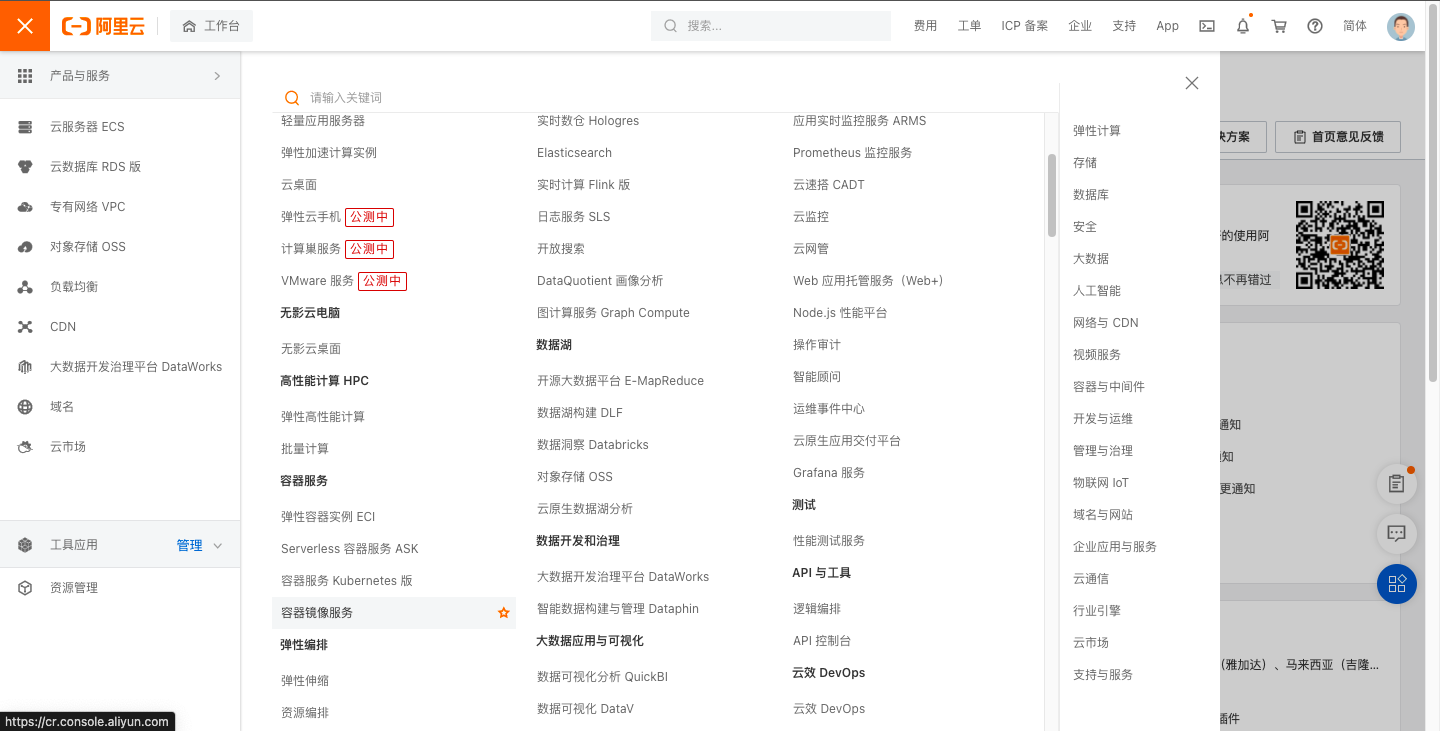 阿里云
工作台
搜索...
费用
工单
ICP 备案
企业
支持
App
简体
产品与服务
云服务器 ECS
云数据库 RDS 版
专有网络 VPC
对象存储 OSS
负载均衡
CDN
大数据开发治理平台 DataWorks
域名
云市场
工具应用
管理
资源管理
https://cr.console.aliyun.com
请输入关键词
轻量应用服务器
弹性加速计算实例
云桌面
弹性云手机 公测中
计算巢服务 公测中
VMware 服务 公测中
无影云电脑
无影云桌面
高性能计算 HPC
弹性高性能计算
批量计算
容器服务
弹性容器实例 ECI
Serverless 容器服务 ASK
容器服务 Kubernetes 版
容器镜像服务
弹性编排
弹性伸缩
资源编排
实时数仓 Hologres
Elasticsearch
实时计算 Flink 版
日志服务 SLS
开放搜索
DataQuotient 画像分析
图计算服务 Graph Compute
数据湖
开源大数据平台 E-MapReduce
数据湖构建 DLF
数据洞察 Databricks
对象存储 OSS
云原生数据湖分析
数据开发和治理
大数据开发治理平台 DataWorks
智能数据构建与管理 Dataphin
大数据应用与可视化
数据可视化分析 QuickBI
数据可视化 DataV
应用实时监控服务 ARMS
Prometheus 监控服务
云速搭 CADT
云监控
云网管
Web 应用托管服务（Web+）
Node.js 性能平台
操作审计
智能顾问
运维事件中心
云原生应用交付平台
Grafana 服务
测试
性能测试服务
API 与工具
逻辑编排
API 控制台
云效 DevOps
云效 DevOps
弹性计算
存储
数据库
安全
大数据
人工智能
网络与 CDN
视频服务
容器与中间件
开发与运维
管理与治理
物联网 IoT
域名与网站
企业应用与服务
云通信
行业引擎
云市场
支持与服务
决方案
首页意见反馈
的使用阿
不再错过
通知
知
更通知
（雅加达）、马来西亚（吉隆...
插件